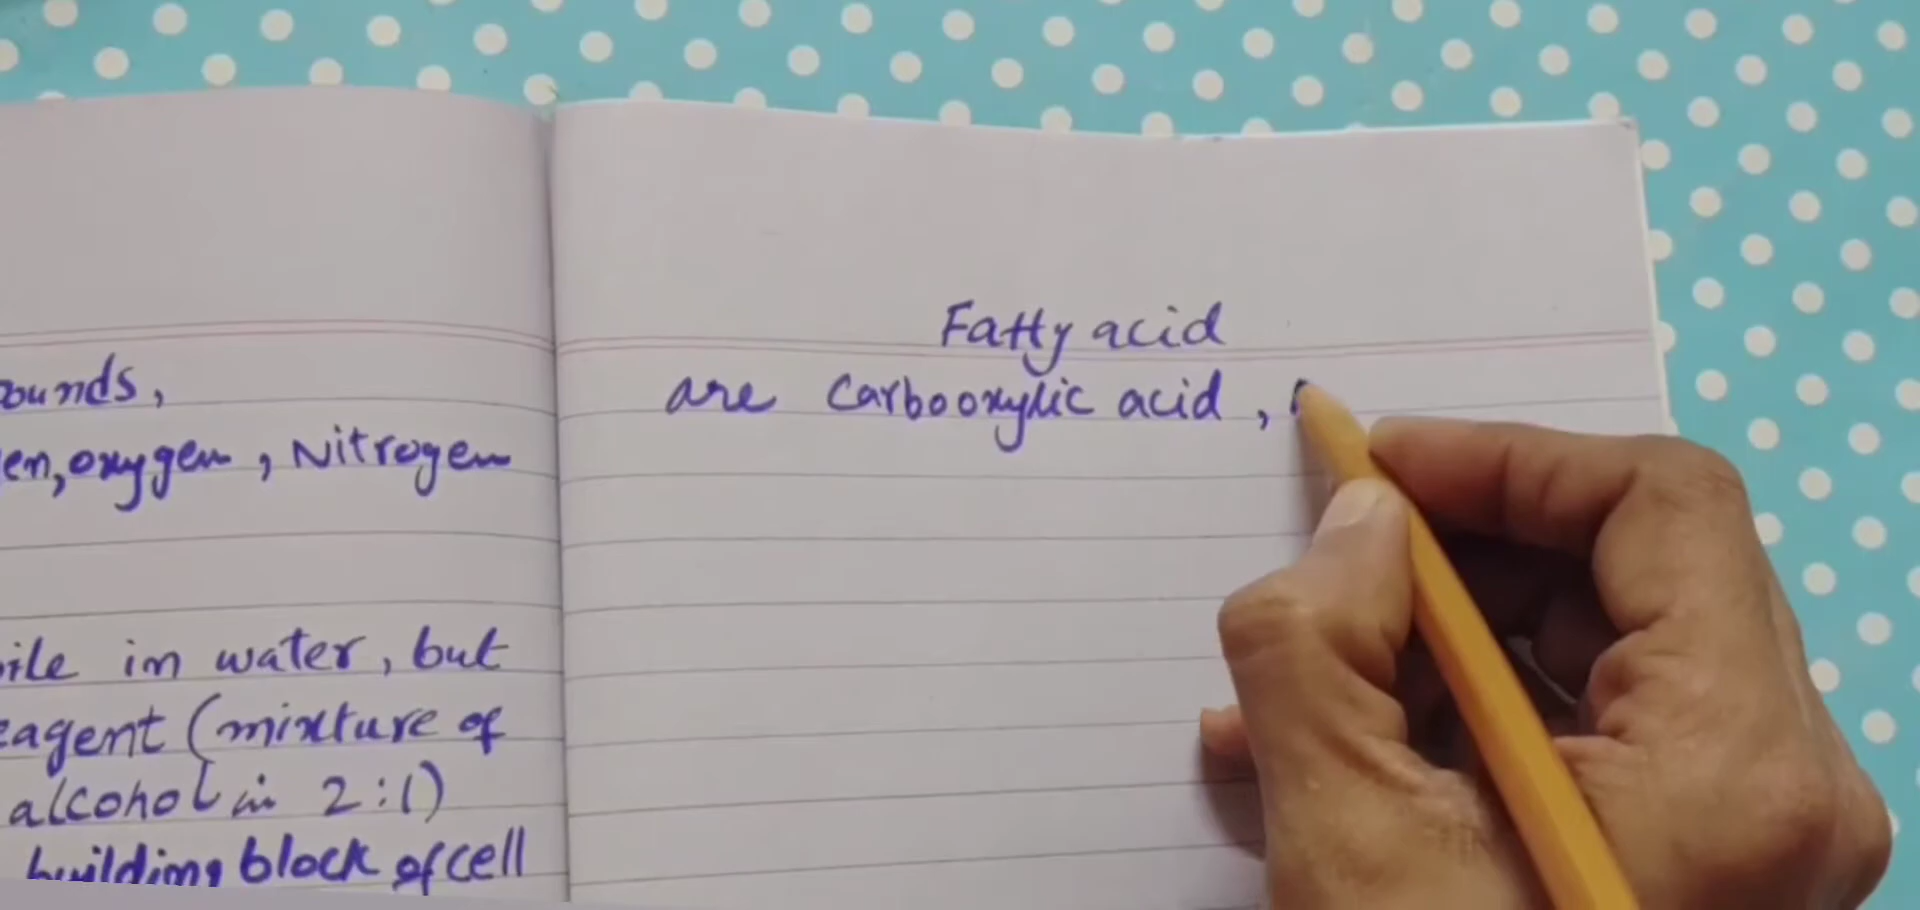 ounds,
en, oxygen, Nitrogen
ile in water, but
eagent (mixture of
alcohol in 2:1)
building block of cell
Fatty acid
are Carbooxylic acid,